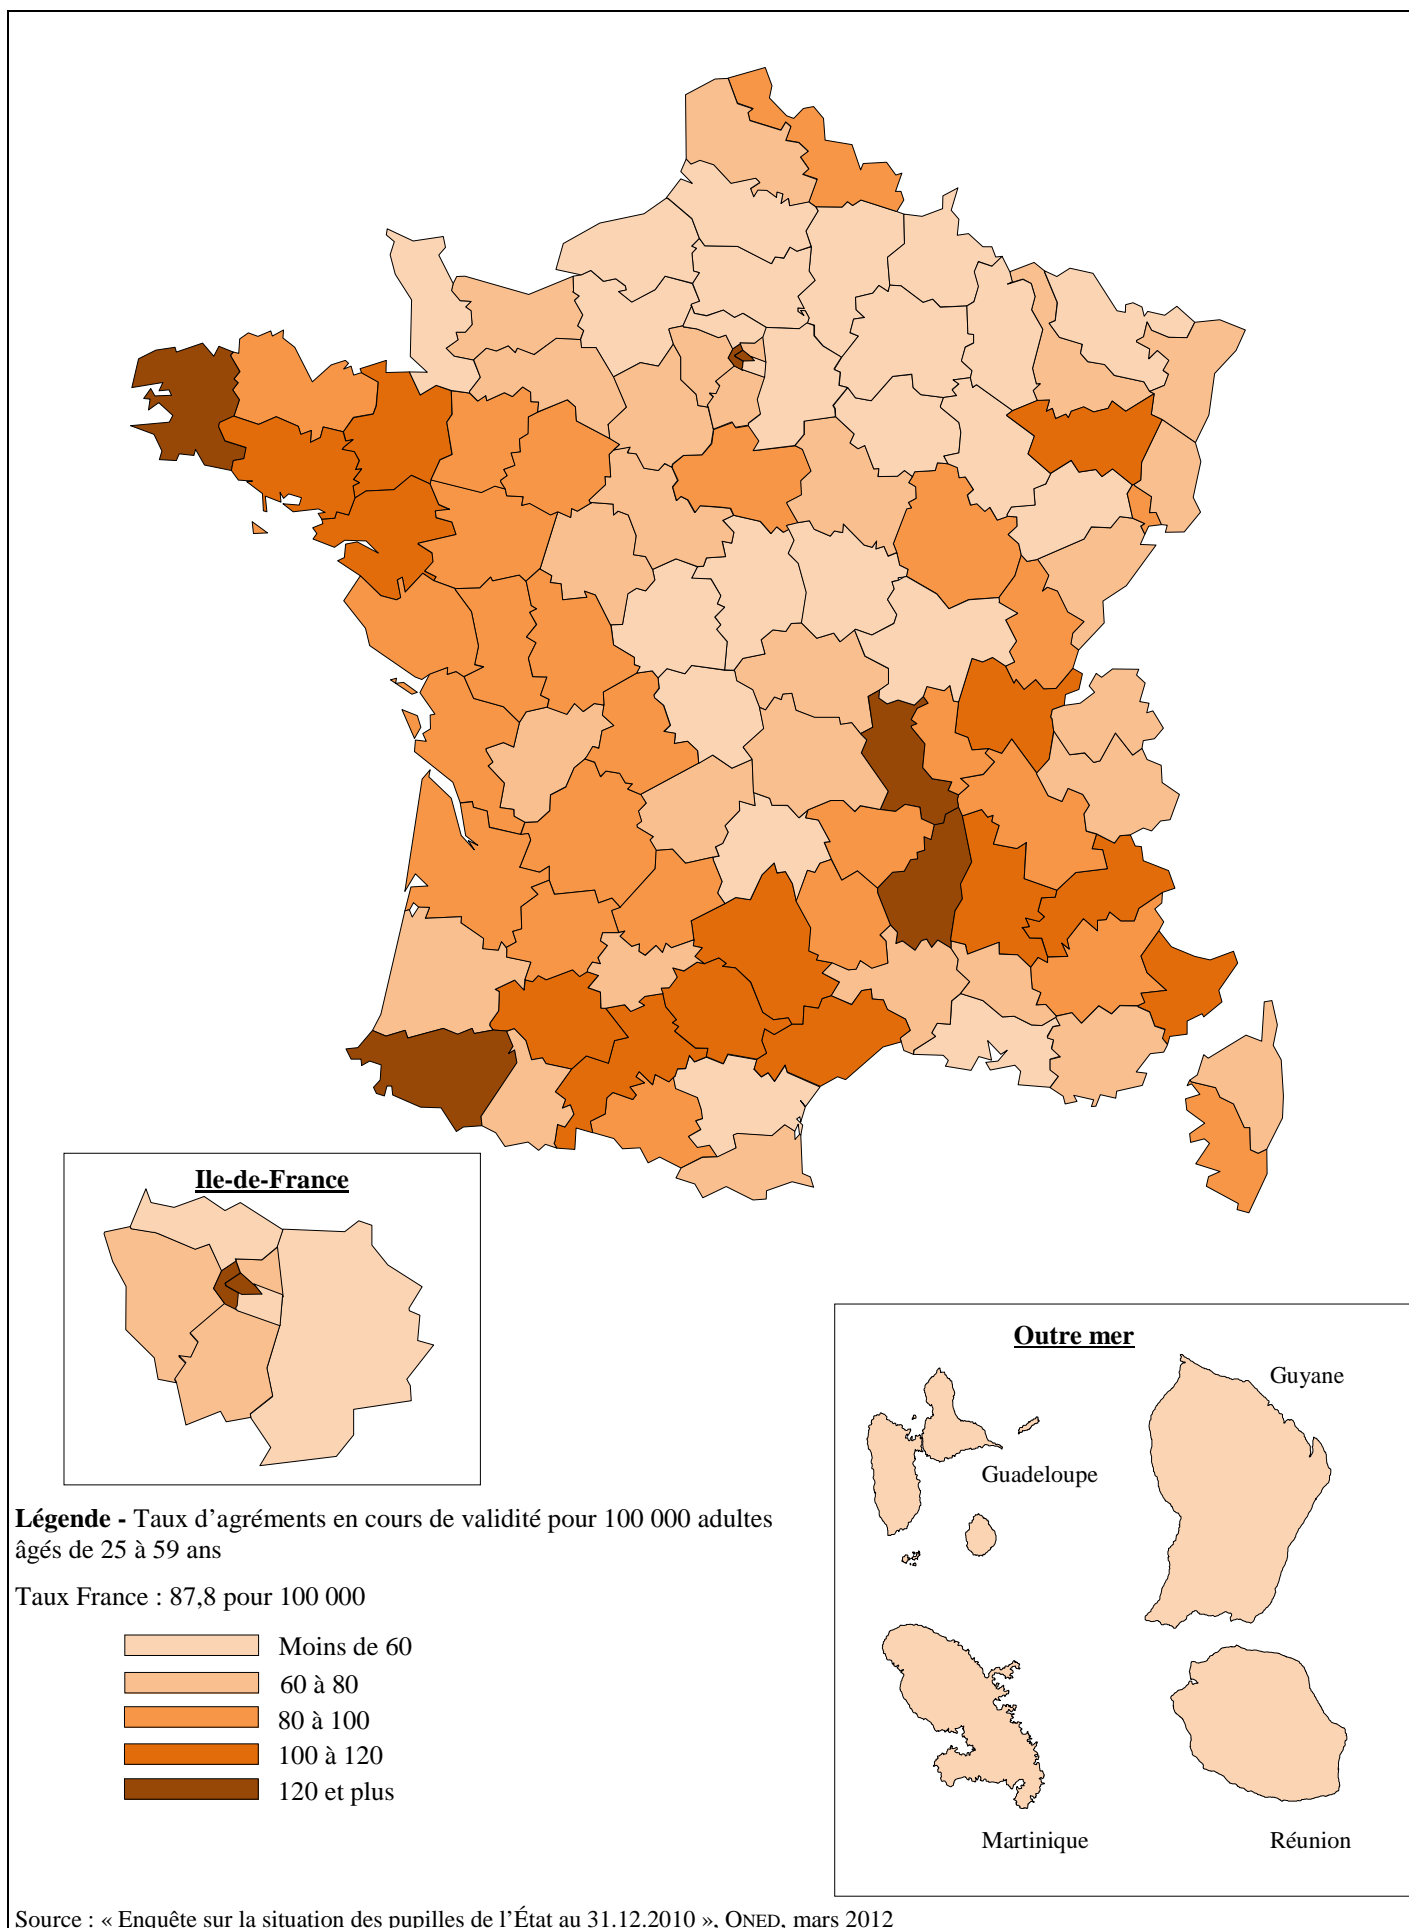 Ile-de-France
Outre mer
Guyane
Guadeloupe
Martinique
Réunion
Légende - Taux d’agréments en cours de validité pour 100 000 adultes
âgés de 25 à 59 ans
Taux France : 87,8 pour 100 000
Moins de 60
60 à 80
80 à 100
100 à 120
120 et plus
Source : « Enquête sur la situation des pupilles de l’État au 31.12.2010 », ONED, mars 2012